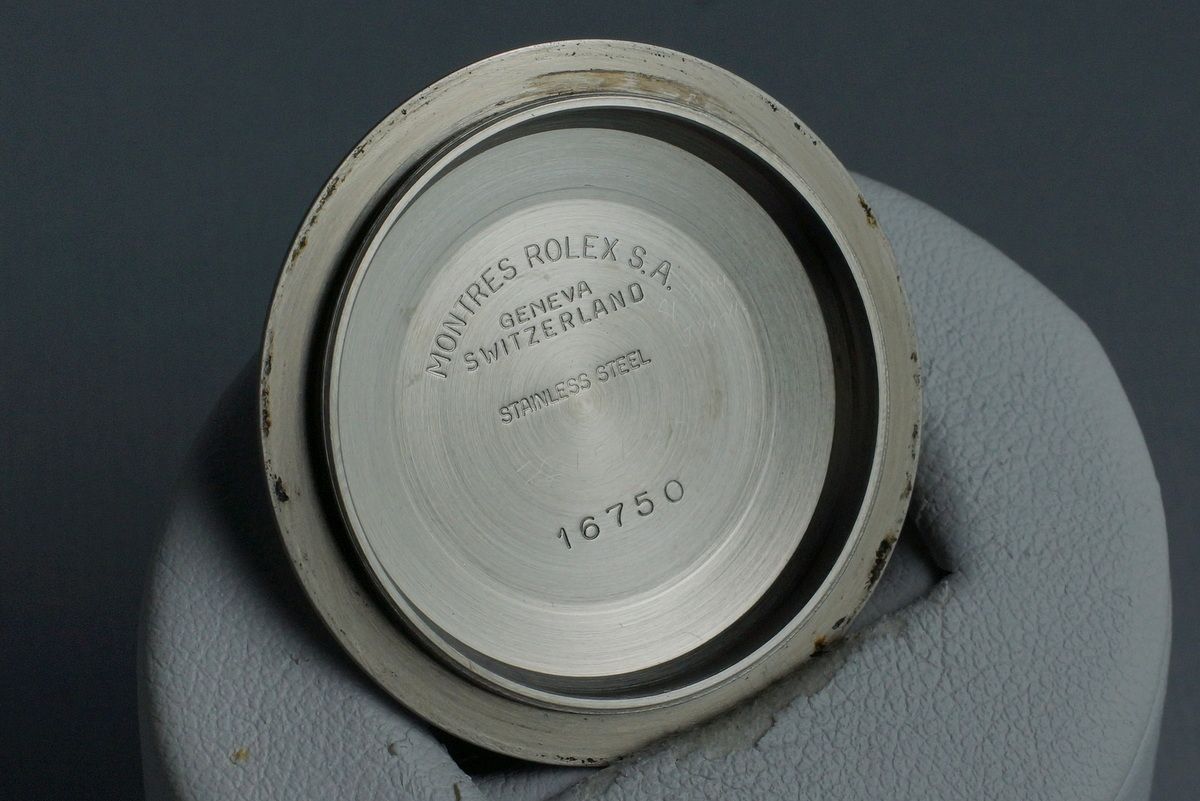 MONTRES ROLEX S.A.
GENEVA
SWITZERLAND
STAINLESS STEEL
16750